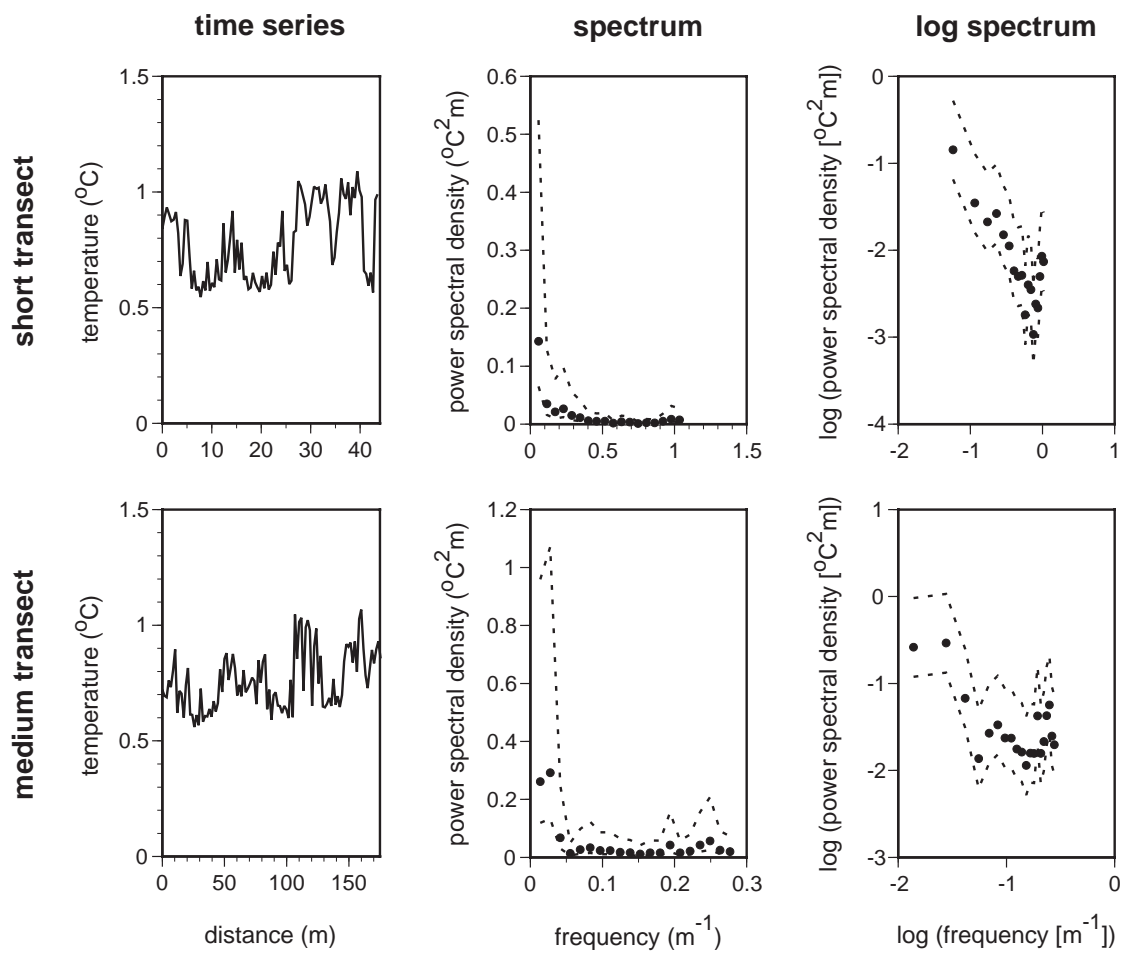 time series
spectrum
log spectrum
short transect
temperature (°C)
1.5
1
0.5
0
0 10 20 30 40
power spectral density (°C²m)
0.6
0.5
0.4
0.3
0.2
0.1
0
0 0.5 1 1.5
log (power spectral density [°C²m])
0
-1
-2
-3
-4
-2 -1 0 1
medium transect
temperature (°C)
1.5
1
0.5
0
0 50 100 150
distance (m)
power spectral density (°C²m)
1.2
1
0.8
0.6
0.4
0.2
0
0 0.1 0.2 0.3
frequency (m⁻¹)
log (power spectral density [°C²m])
1
0
-1
-2
-3
-2 -1 0
log (frequency [m⁻¹])